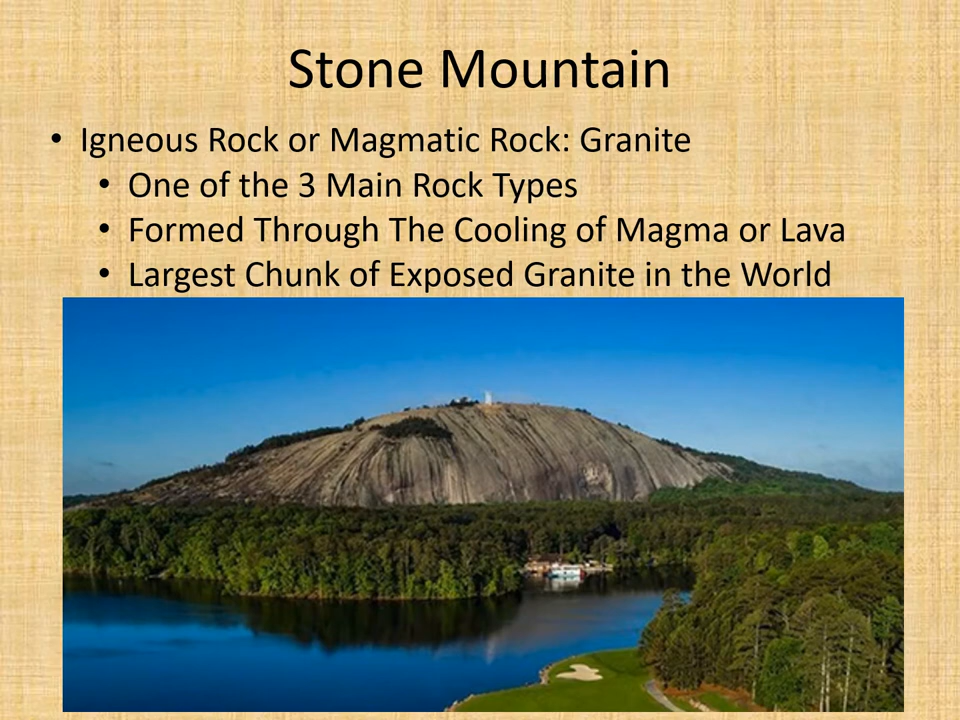 Stone Mountain
• Igneous Rock or Magmatic Rock: Granite
• One of the 3 Main Rock Types
• Formed Through The Cooling of Magma or Lava
• Largest Chunk of Exposed Granite in the World